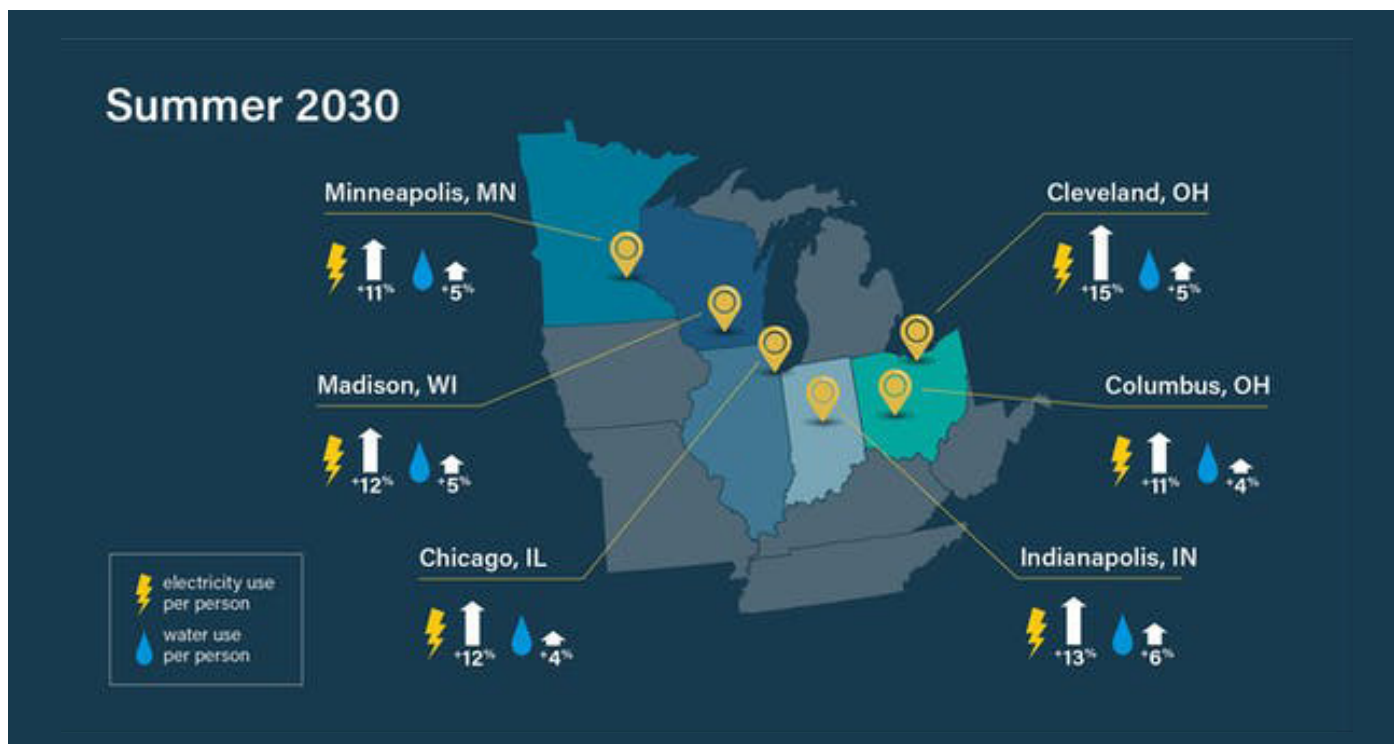 Summer 2030
Minneapolis, MN
+11%
+5%
Cleveland, OH
+15%
+5%
Madison, WI
+12%
+5%
Columbus, OH
+11%
+4%
Chicago, IL
+12%
+4%
Indianapolis, IN
+13%
+6%
electricity use
per person
water use
per person